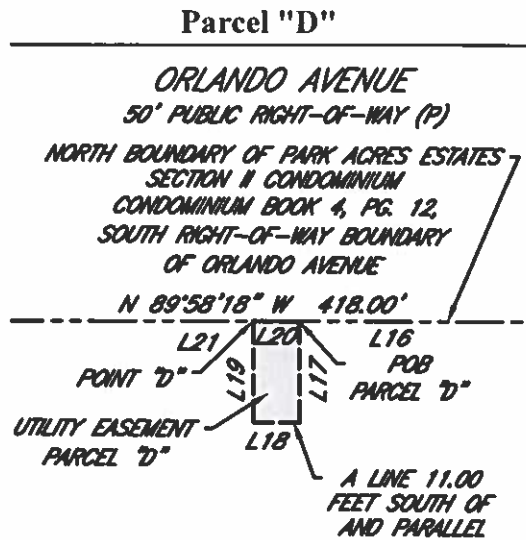 Parcel "D"
ORLANDO AVENUE
50' PUBLIC RIGHT-OF-WAY (P)
NORTH BOUNDARY OF PARK ACRES ESTATES
SECTION II CONDOMINIUM
CONDOMINIUM BOOK 4, PG. 12,
SOUTH RIGHT-OF-WAY BOUNDARY
OF ORLANDO AVENUE
N 89°58'18" W 418.00'
L21 L20 L16
POINT "D"
L19
L17
POB
PARCEL "D"
UTILITY EASEMENT
PARCEL "D"
L18
A LINE 11.00
FEET SOUTH OF
AND PARALLEL